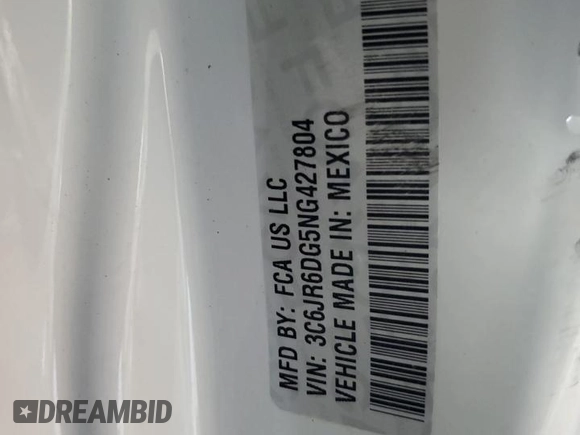 MFD BY: FCA US LLC
VIN: 3C6JR6DG5NG427804
VEHICLE MADE IN: MEXICO
DREAMBID